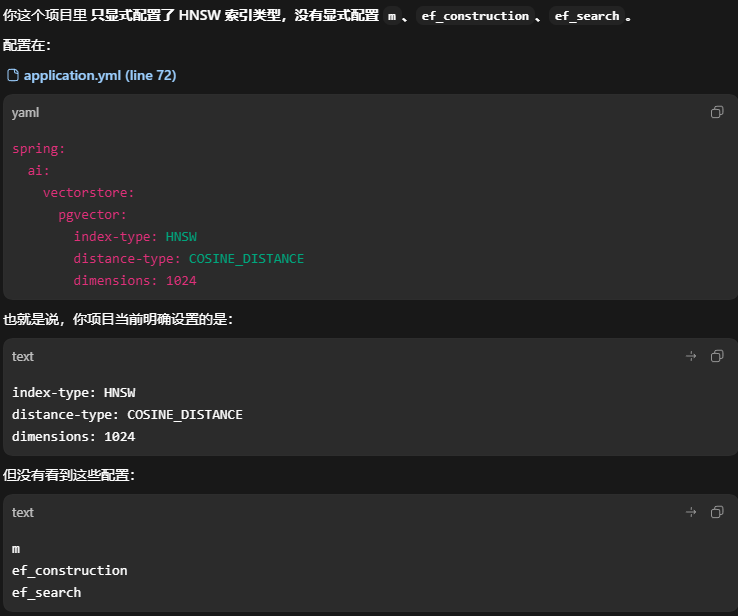 你这个项目里 只显式配置了 HNSW 索引类型，没有显式配置 m、ef_construction、ef_search。
配置在：
application.yml (line 72)
yaml
spring:
  ai:
    vectorstore:
      pgvector:
        index-type: HNSW
        distance-type: COSINE_DISTANCE
        dimensions: 1024
也就是说，你项目当前明确设置的是：
text
index-type: HNSW
distance-type: COSINE_DISTANCE
dimensions: 1024
但没有看到这些配置：
text
m
ef_construction
ef_search